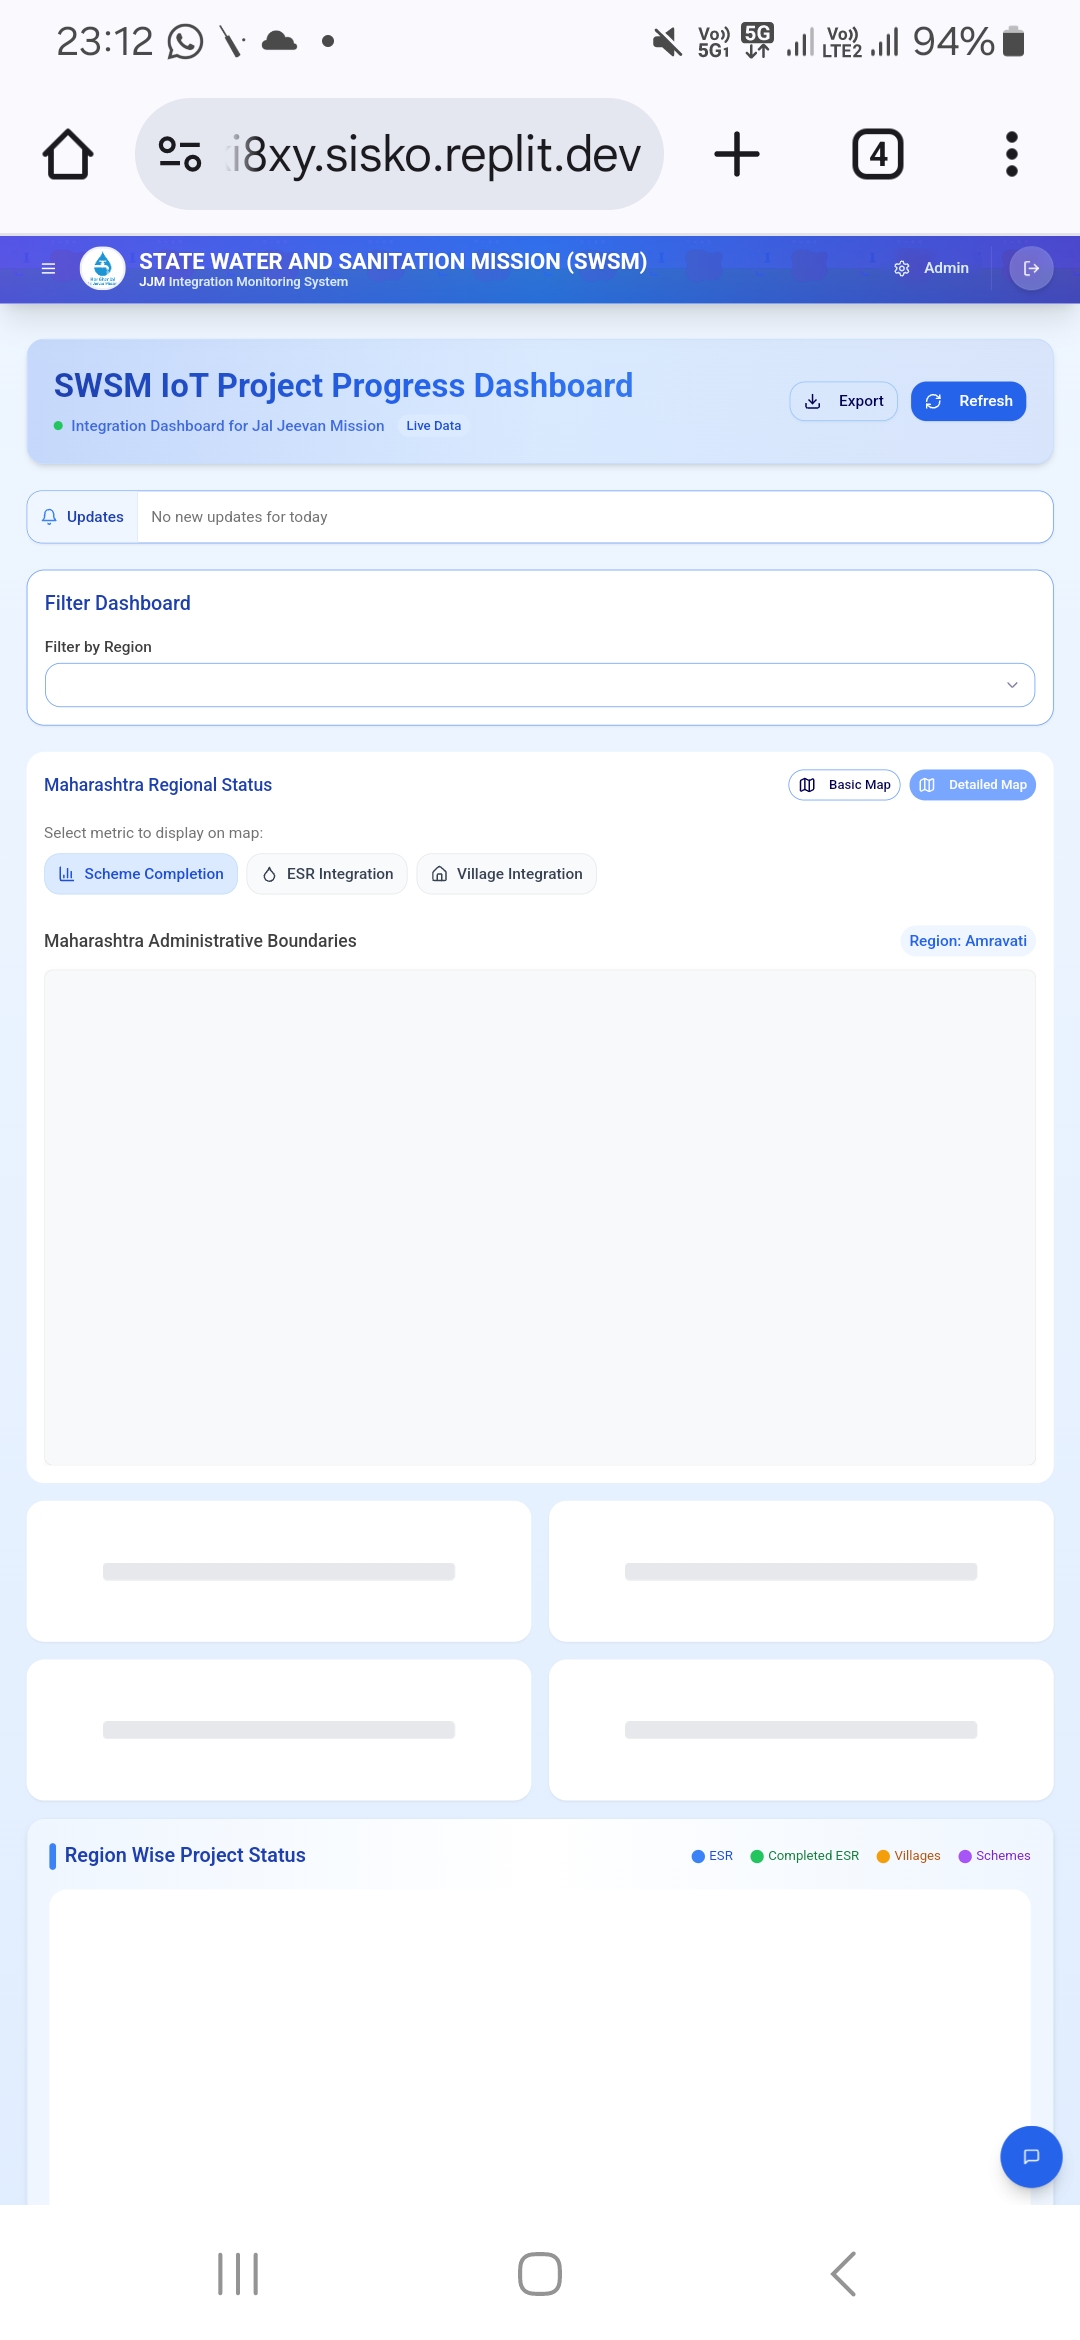 23:12
Vo)) 5G1 5G Vo)) LTE2 94%
i8xy.sisko.replit.dev
4
STATE WATER AND SANITATION MISSION (SWSM)
JJM Integration Monitoring System
Admin
SWSM IoT Project Progress Dashboard
Integration Dashboard for Jal Jeevan Mission
Live Data
Export
Refresh
Updates
No new updates for today
Filter Dashboard
Filter by Region
Maharashtra Regional Status
Basic Map
Detailed Map
Select metric to display on map:
Scheme Completion
ESR Integration
Village Integration
Maharashtra Administrative Boundaries
Region: Amravati
Region Wise Project Status
ESR
Completed ESR
Villages
Schemes